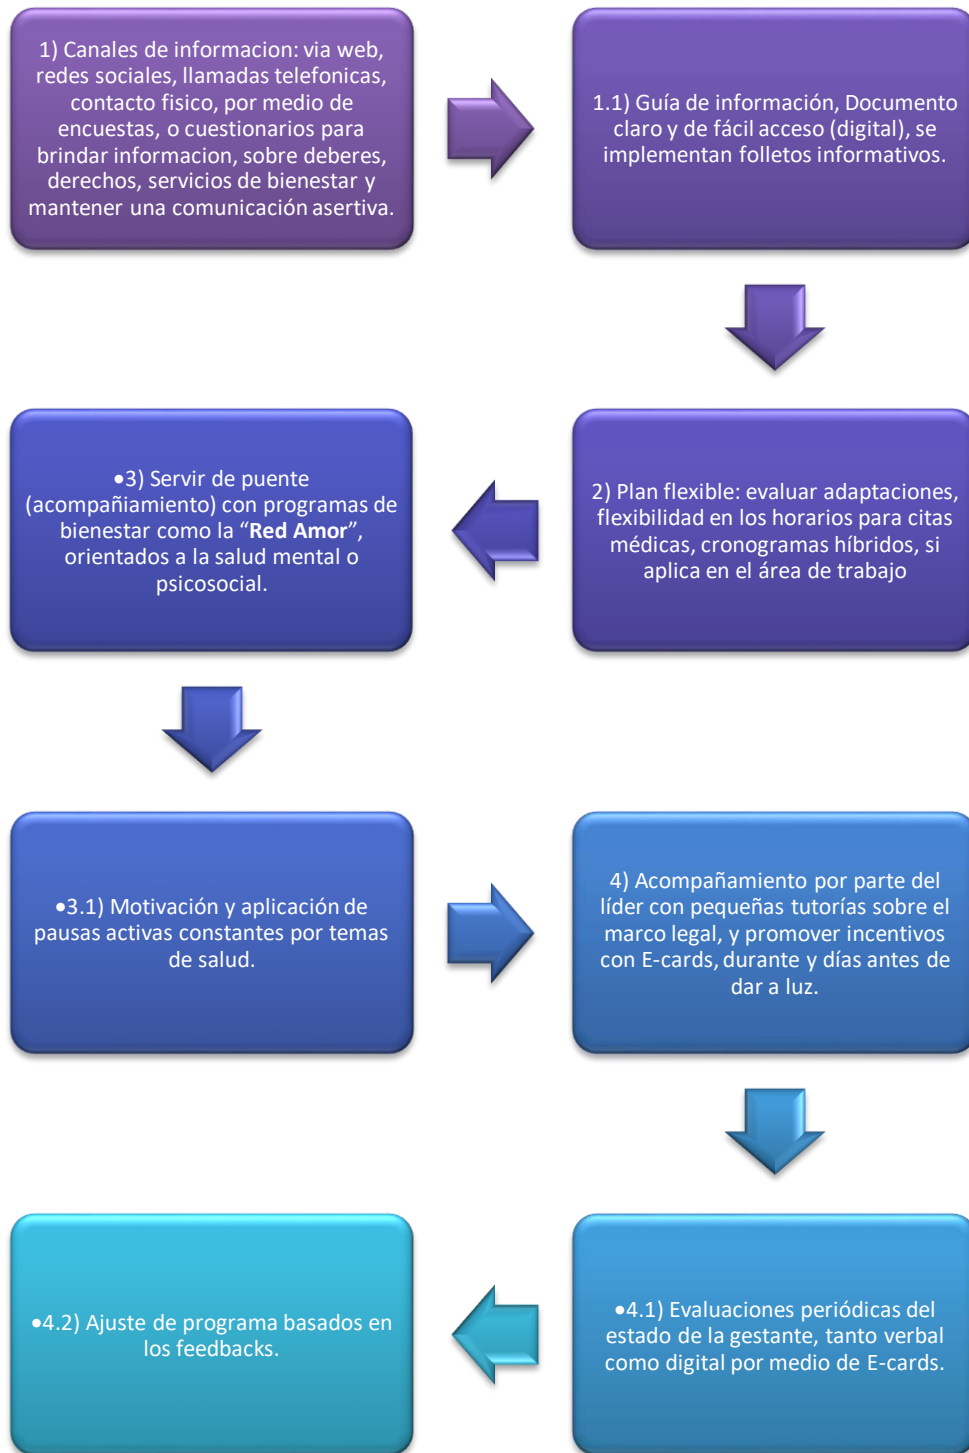 1) Canales de informacion: via web,
redes sociales, llamadas telefonicas,
contacto fisico, por medio de
encuestas, o cuestionarios para
brindar informacion, sobre deberes,
derechos, servicios de bienestar y
mantener una comunicación asertiva.
1.1) Guía de información, Documento
claro y de fácil acceso (digital), se
implementan folletos informativos.
2) Plan flexible: evaluar adaptaciones,
flexibilidad en los horarios para citas
médicas, cronogramas híbridos, si
aplica en el área de trabajo
•3) Servir de puente
(acompañiamiento) con programas de
bienestar como la “Red Amor”,
orientados a la salud mental o
psicosocial.
•3.1) Motivación y aplicación de
pausas activas constantes por temas
de salud.
4) Acompañamiento por parte del
líder con pequeñas tutorías sobre el
marco legal, y promover incentivos
con E-cards, durante y días antes de
dar a luz.
•4.1) Evaluaciones periódicas del
estado de la gestante, tanto verbal
como digital por medio de E-cards.
•4.2) Ajuste de programa basados en
los feedbacks.